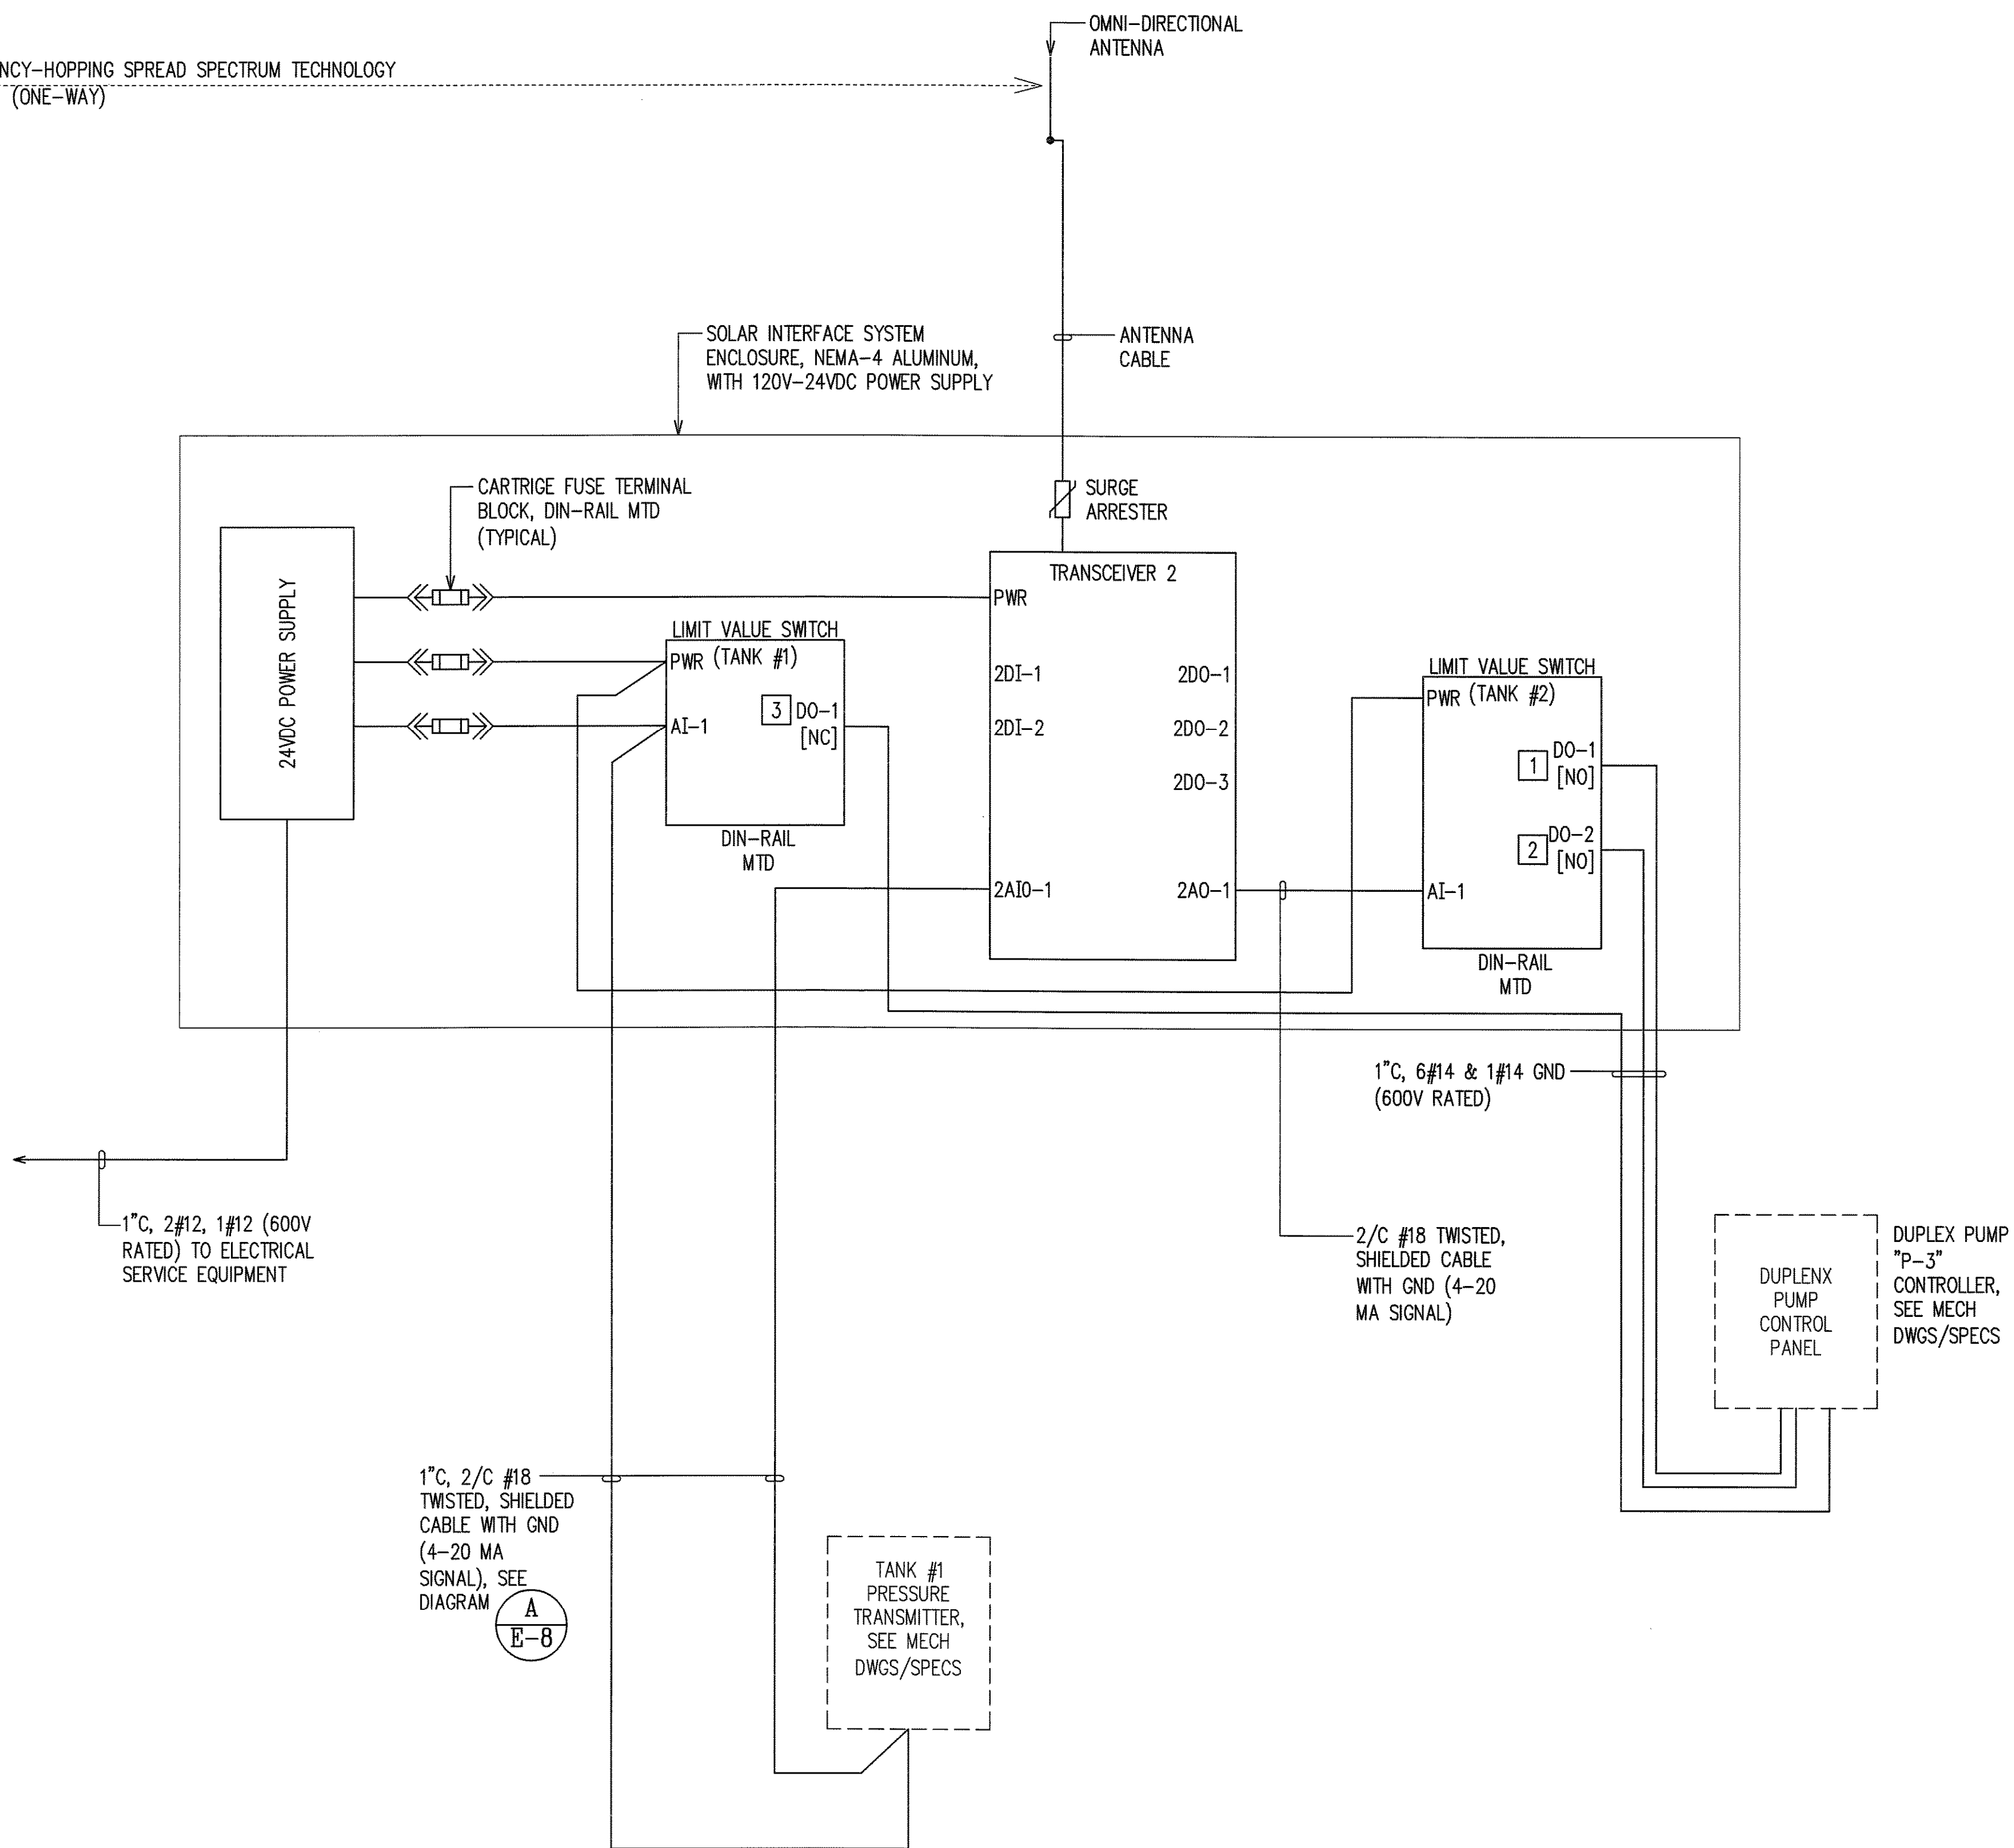 OMNI-DIRECTIONAL
ANTENNA
NCY-HOPPING SPREAD SPECTRUM TECHNOLOGY
(ONE-WAY)
SOLAR INTERFACE SYSTEM
ENCLOSURE, NEMA-4 ALUMINUM,
WITH 120V-24VDC POWER SUPPLY
ANTENNA
CABLE
CARTRIGE FUSE TERMINAL
BLOCK, DIN-RAIL MTD
(TYPICAL)
SURGE
ARRESTER
24VDC POWER SUPPLY
LIMIT VALUE SWITCH
PWR (TANK #1)
3 DO-1
[NC]
AI-1
DIN-RAIL
MTD
TRANSCEIVER 2
PWR
2DI-1
2DO-1
2DI-2
2DO-2
2DO-3
2AIO-1
2AO-1
LIMIT VALUE SWITCH
PWR (TANK #2)
1 DO-1
[NO]
2 DO-2
[NO]
AI-1
DIN-RAIL
MTD
1"C, 6#14 & 1#14 GND
(600V RATED)
1"C, 2#12, 1#12 (600V
RATED) TO ELECTRICAL
SERVICE EQUIPMENT
2/C #18 TWISTED,
SHIELDED CABLE
WITH GND (4-20
MA SIGNAL)
DUPLENX
PUMP
CONTROL
PANEL
DUPLEX PUMP
"P-3"
CONTROLLER,
SEE MECH
DWGS/SPECS
1"C, 2/C #18
TWISTED, SHIELDED
CABLE WITH GND
(4-20 MA
SIGNAL), SEE
DIAGRAM
A
E-8
TANK #1
PRESSURE
TRANSMITTER,
SEE MECH
DWGS/SPECS